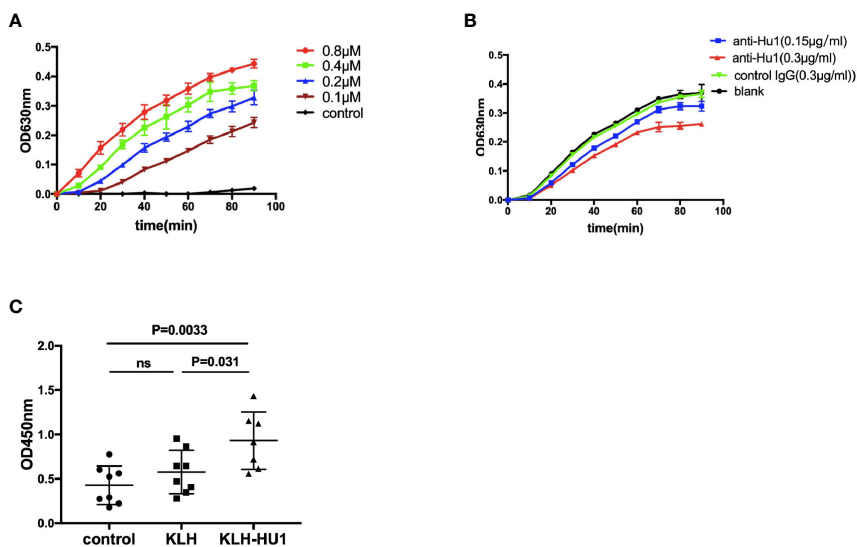 A
OD630nm
0.5
0.4
0.3
0.2
0.1
0.0
0 20 40 60 80 100
time(min)
0.8μM
0.4μM
0.2μM
0.1μM
control
B
OD630nm
0.5
0.4
0.3
0.2
0.1
0.0
0 20 40 60 80 100
time(min)
anti-Hu1(0.15μg/ml)
anti-Hu1(0.3μg/ml)
control IgG(0.3μg/ml))
blank
C
P=0.0033
ns P=0.031
OD450nm
2.0
1.5
1.0
0.5
0.0
control KLH KLH-HU1